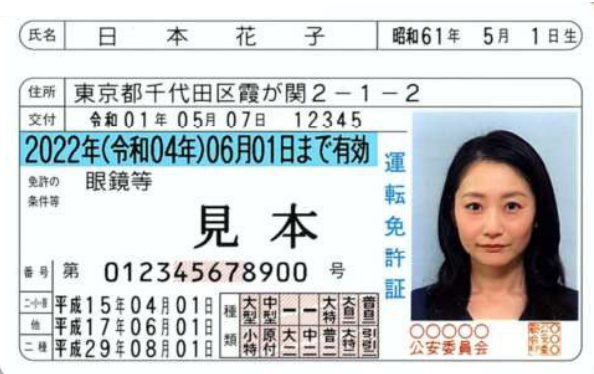 氏名 日本花子 昭和61年 5月 1日生
住所 東京都千代田区霞が関2-1-2
交付 令和01年05月07日 12345
2022年(令和04年)06月01日まで有効
免許の条件等 眼鏡等
見本
運転免許証
番号 第 012345678900 号
二・小・原 平成15年04月01日
他 平成17年06月01日
二種 平成29年08月01日
種類 大型 中型 ー ー 大特 大自二 普自二
小特 原付 大二 中二 普二 大特二 引引二
公安委員会